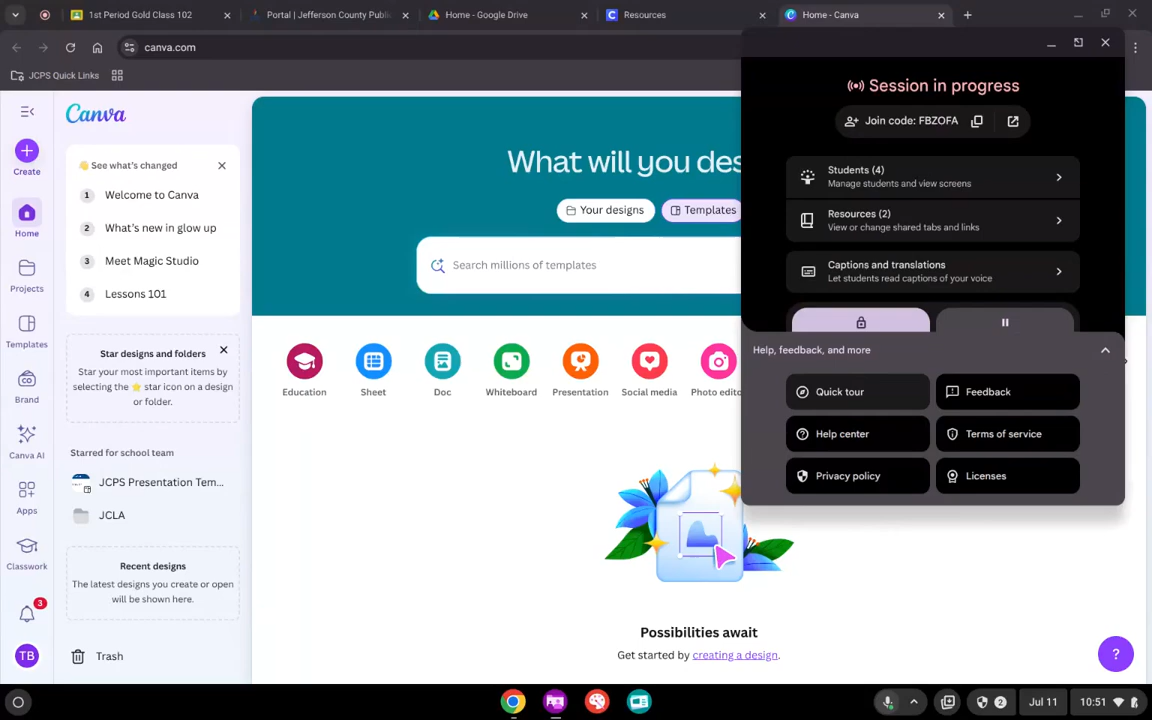 1st Period Gold Class 102
Portal | Jefferson County Publi
Home - Google Drive
Resources
Home - Canva
canva.com
JCPS Quick Links
Create
Home
Projects
Templates
Brand
Canva AI
Apps
Classwork
3
TB
Canva
👋 See what's changed
1 Welcome to Canva
2 What's new in glow up
3 Meet Magic Studio
4 Lessons 101
Star designs and folders
Star your most important items by
selecting the ⭐ star icon on a design
or folder.
Starred for school team
JCPS Presentation Tem...
JCLA
Recent designs
The latest designs you create or open
will be shown here.
Trash
What will you des
Your designs
Templates
Search millions of templates
Education
Sheet
Doc
Whiteboard
Presentation
Social media
Photo editor
Possibilities await
Get started by creating a design.
Session in progress
Join code: FBZOFA
Students (4)
Manage students and view screens
Resources (2)
View or change shared tabs and links
Captions and translations
Let students read captions of your voice
Help, feedback, and more
Quick tour
Feedback
Help center
Terms of service
Privacy policy
Licenses
?
2
Jul 11
10:51